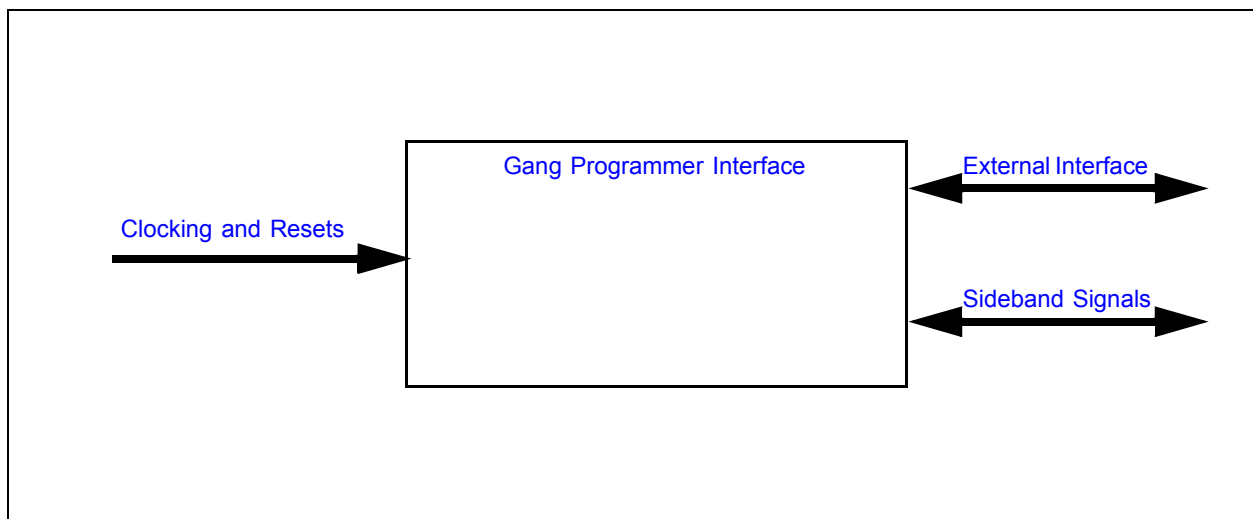 Gang Programmer Interface
External Interface
Clocking and Resets
Sideband Signals